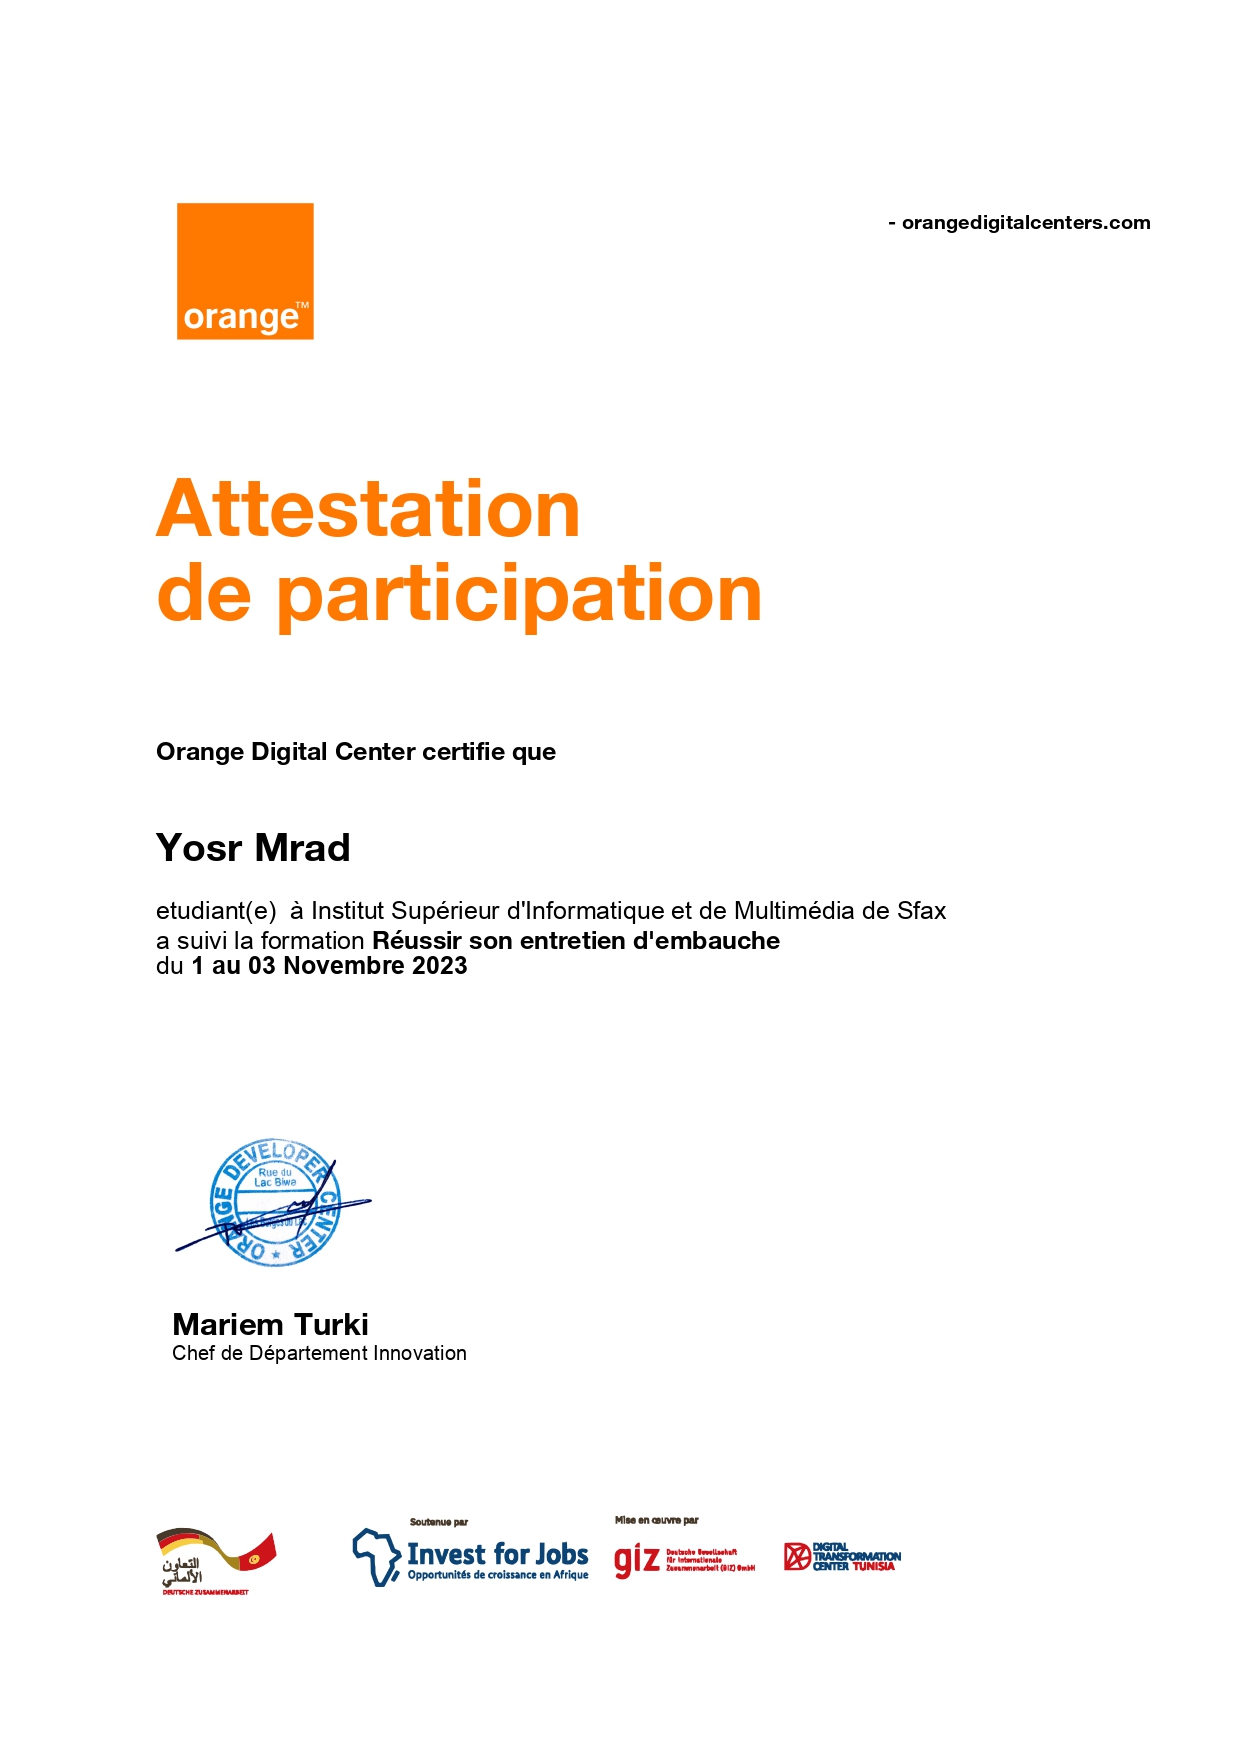 orange™
- orangedigitalcenters.com
Attestation
de participation
Orange Digital Center certifie que
Yosr Mrad
etudiant(e)  à Institut Supérieur d'Informatique et de Multimédia de Sfax
a suivi la formation Réussir son entretien d'embauche
du 1 au 03 Novembre 2023
ORANGE DEVELOPER CENTER ★
Rue du
Lac Biwa
Les Berges du Lac
Mariem Turki
Chef de Département Innovation
التعاون
الألماني
DEUTSCHE ZUSAMMENARBEIT
Soutenue par
Invest for Jobs
Opportunités de croissance en Afrique
Mise en œuvre par
giz
Deutsche Gesellschaft
für Internationale
Zusammenarbeit (GIZ) GmbH
DIGITAL
TRANSFORMATION
CENTER TUNISIA